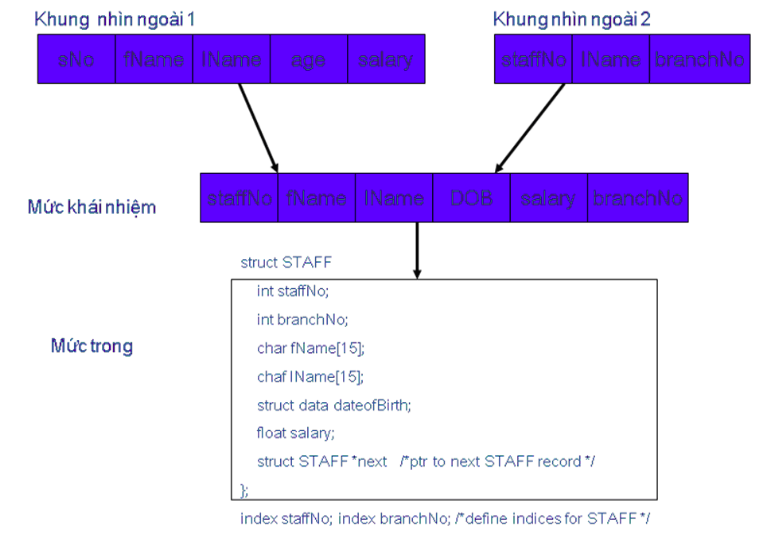 Khung nhìn ngoài 1
Khung nhìn ngoài 2
sNo fName lName age salary
staffNo lName branchNo
Mức khái niệm
staffNo fName lName DOB salary branchNo
struct STAFF
int staffNo;
int branchNo;
Mức trong
char fName[15];
chaf lName[15];
struct data dateofBirth;
float salary;
struct STAFF *next /*ptr to next STAFF record */
};
index staffNo; index branchNo; /*define indices for STAFF */